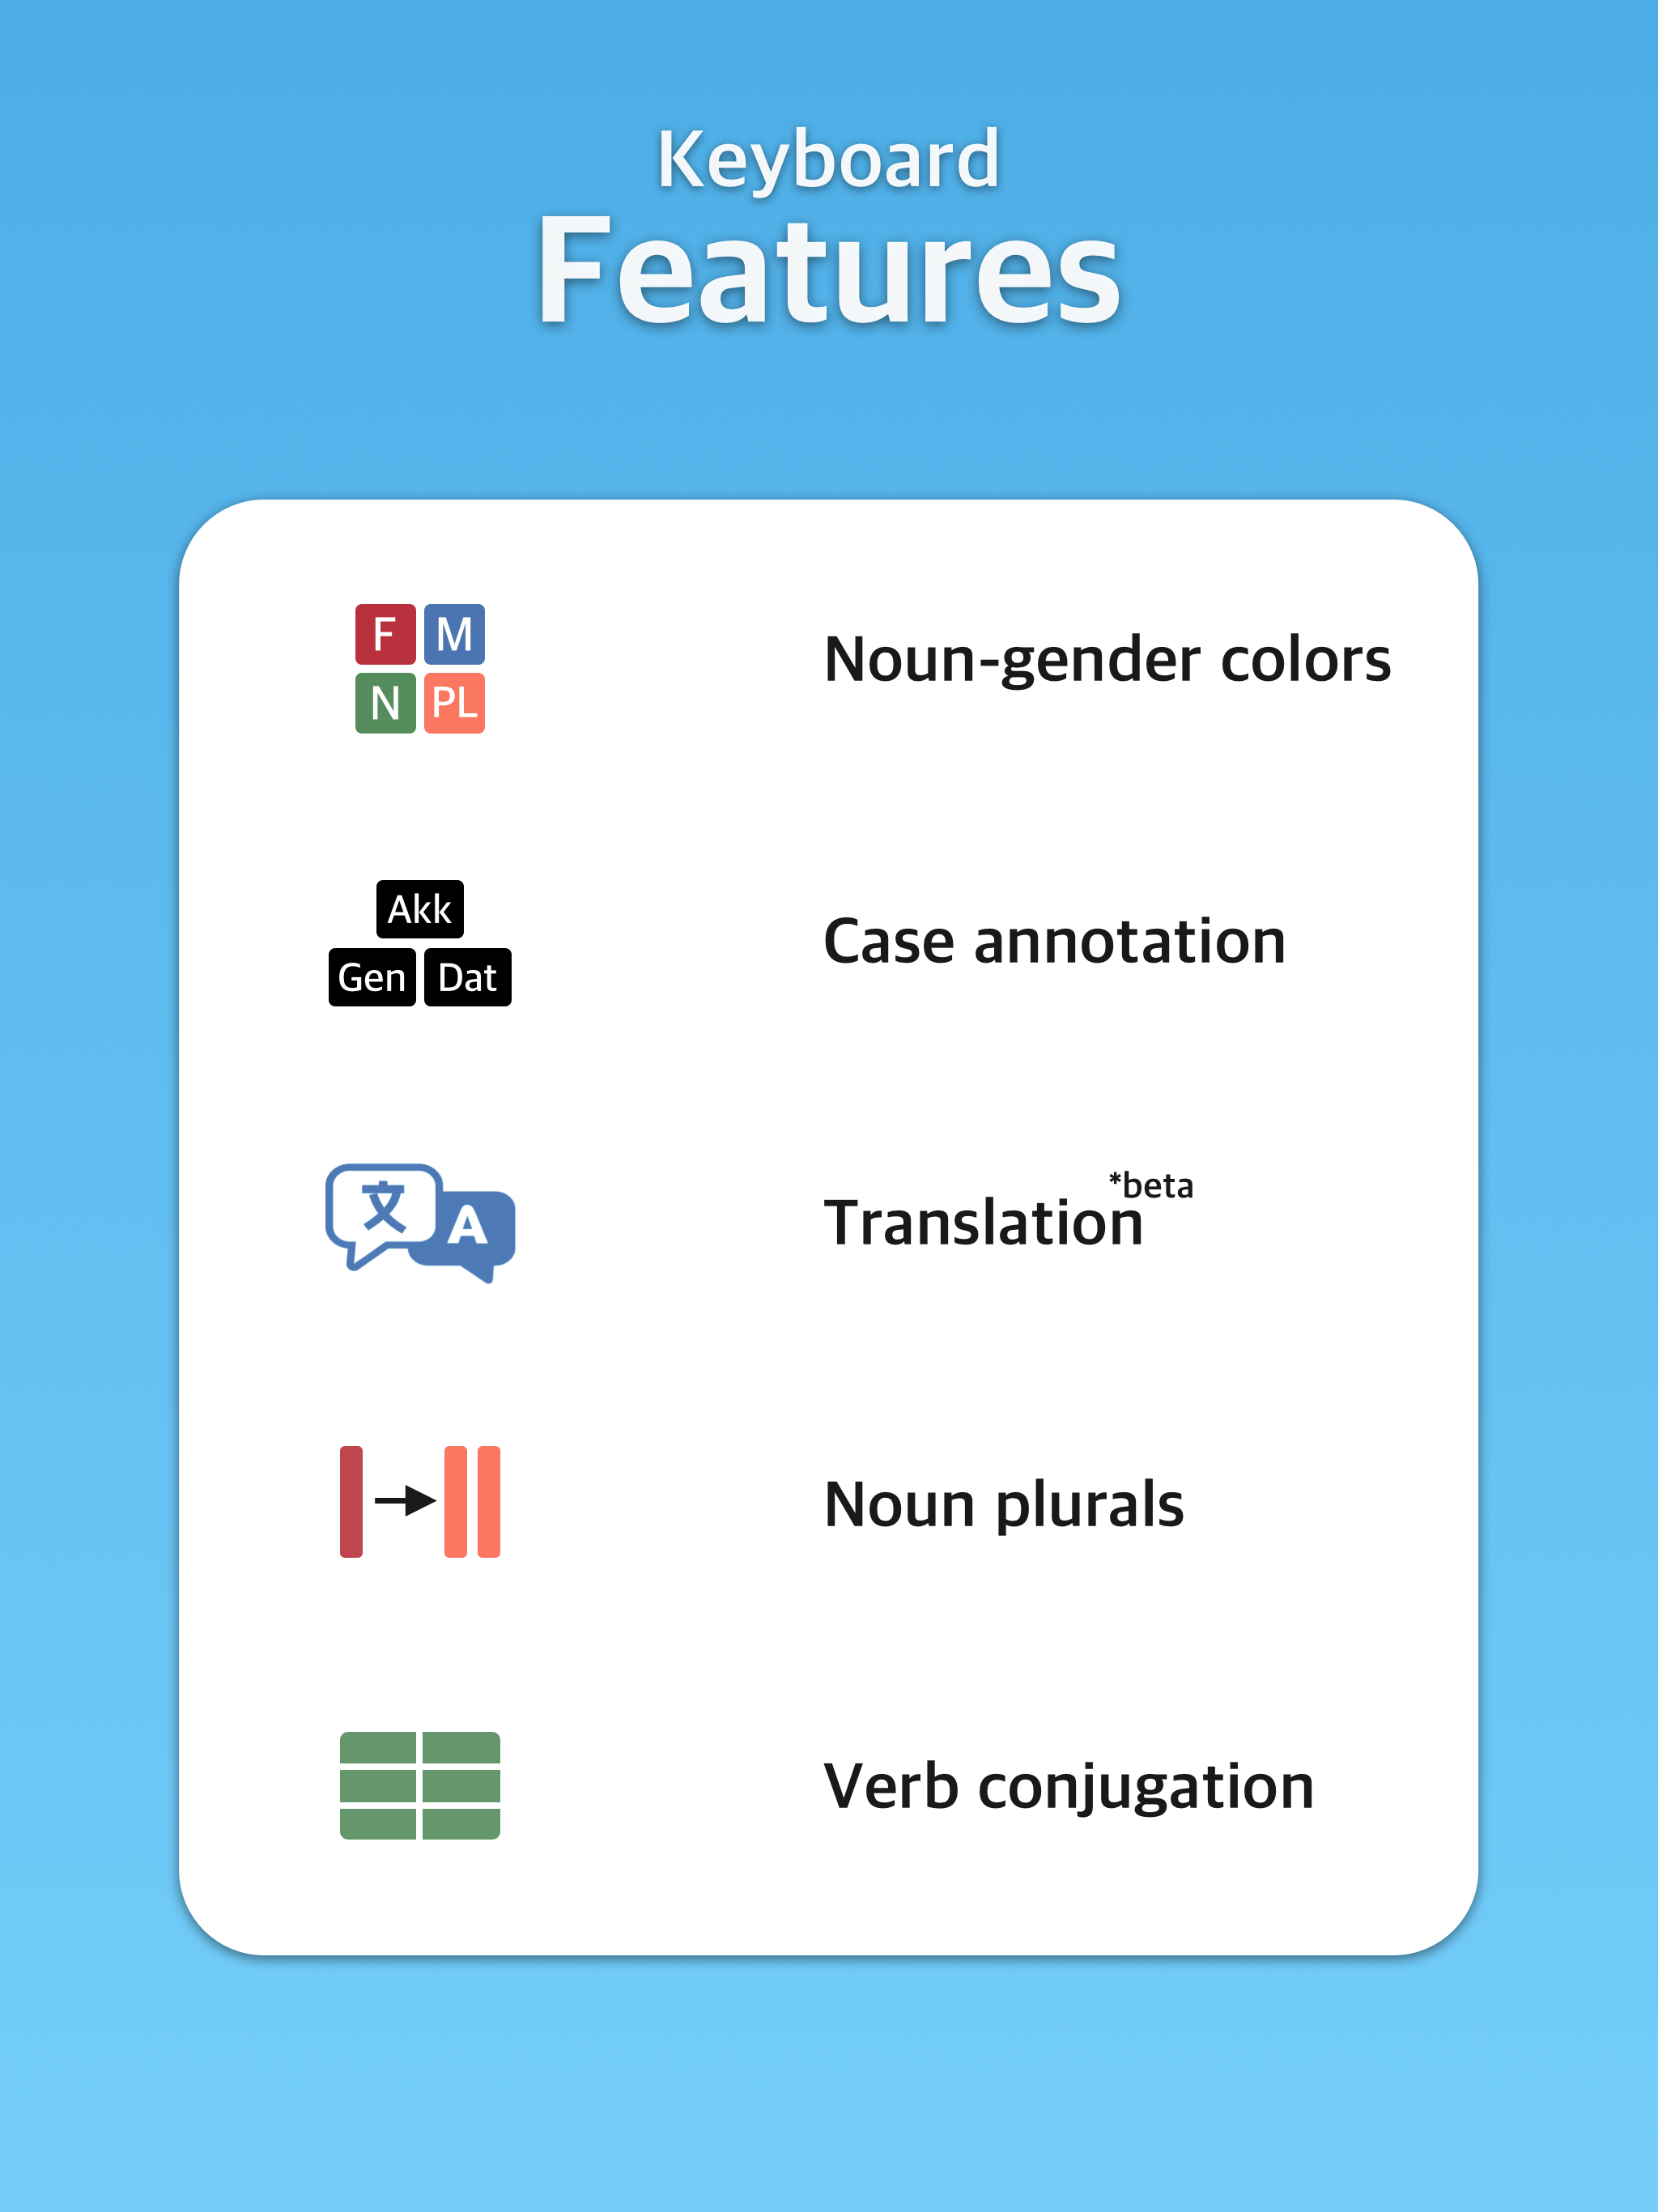 Keyboard
Features
F M
N PL
Noun-gender colors
Akk
Gen Dat
Case annotation
文 A
Translation *beta
Noun plurals
Verb conjugation